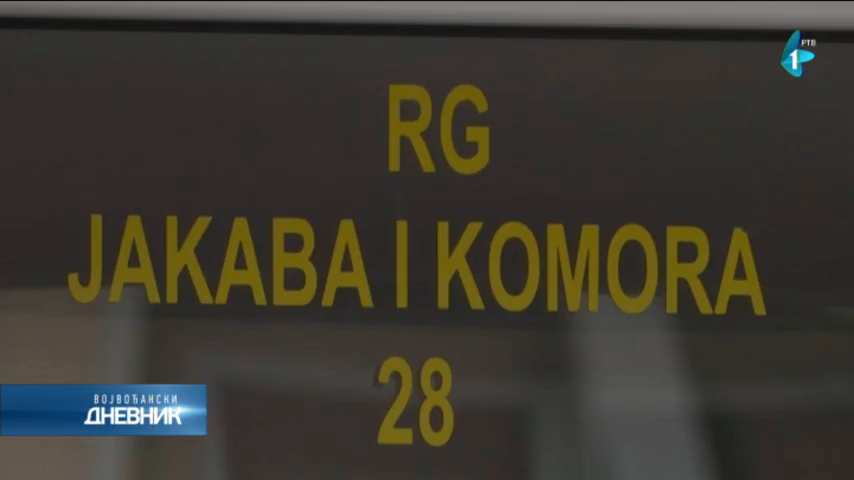 РТВ
1
RG
JAKABA I KOMORA
28
ВОЈВОЂАНСКИ
ДНЕВНИК